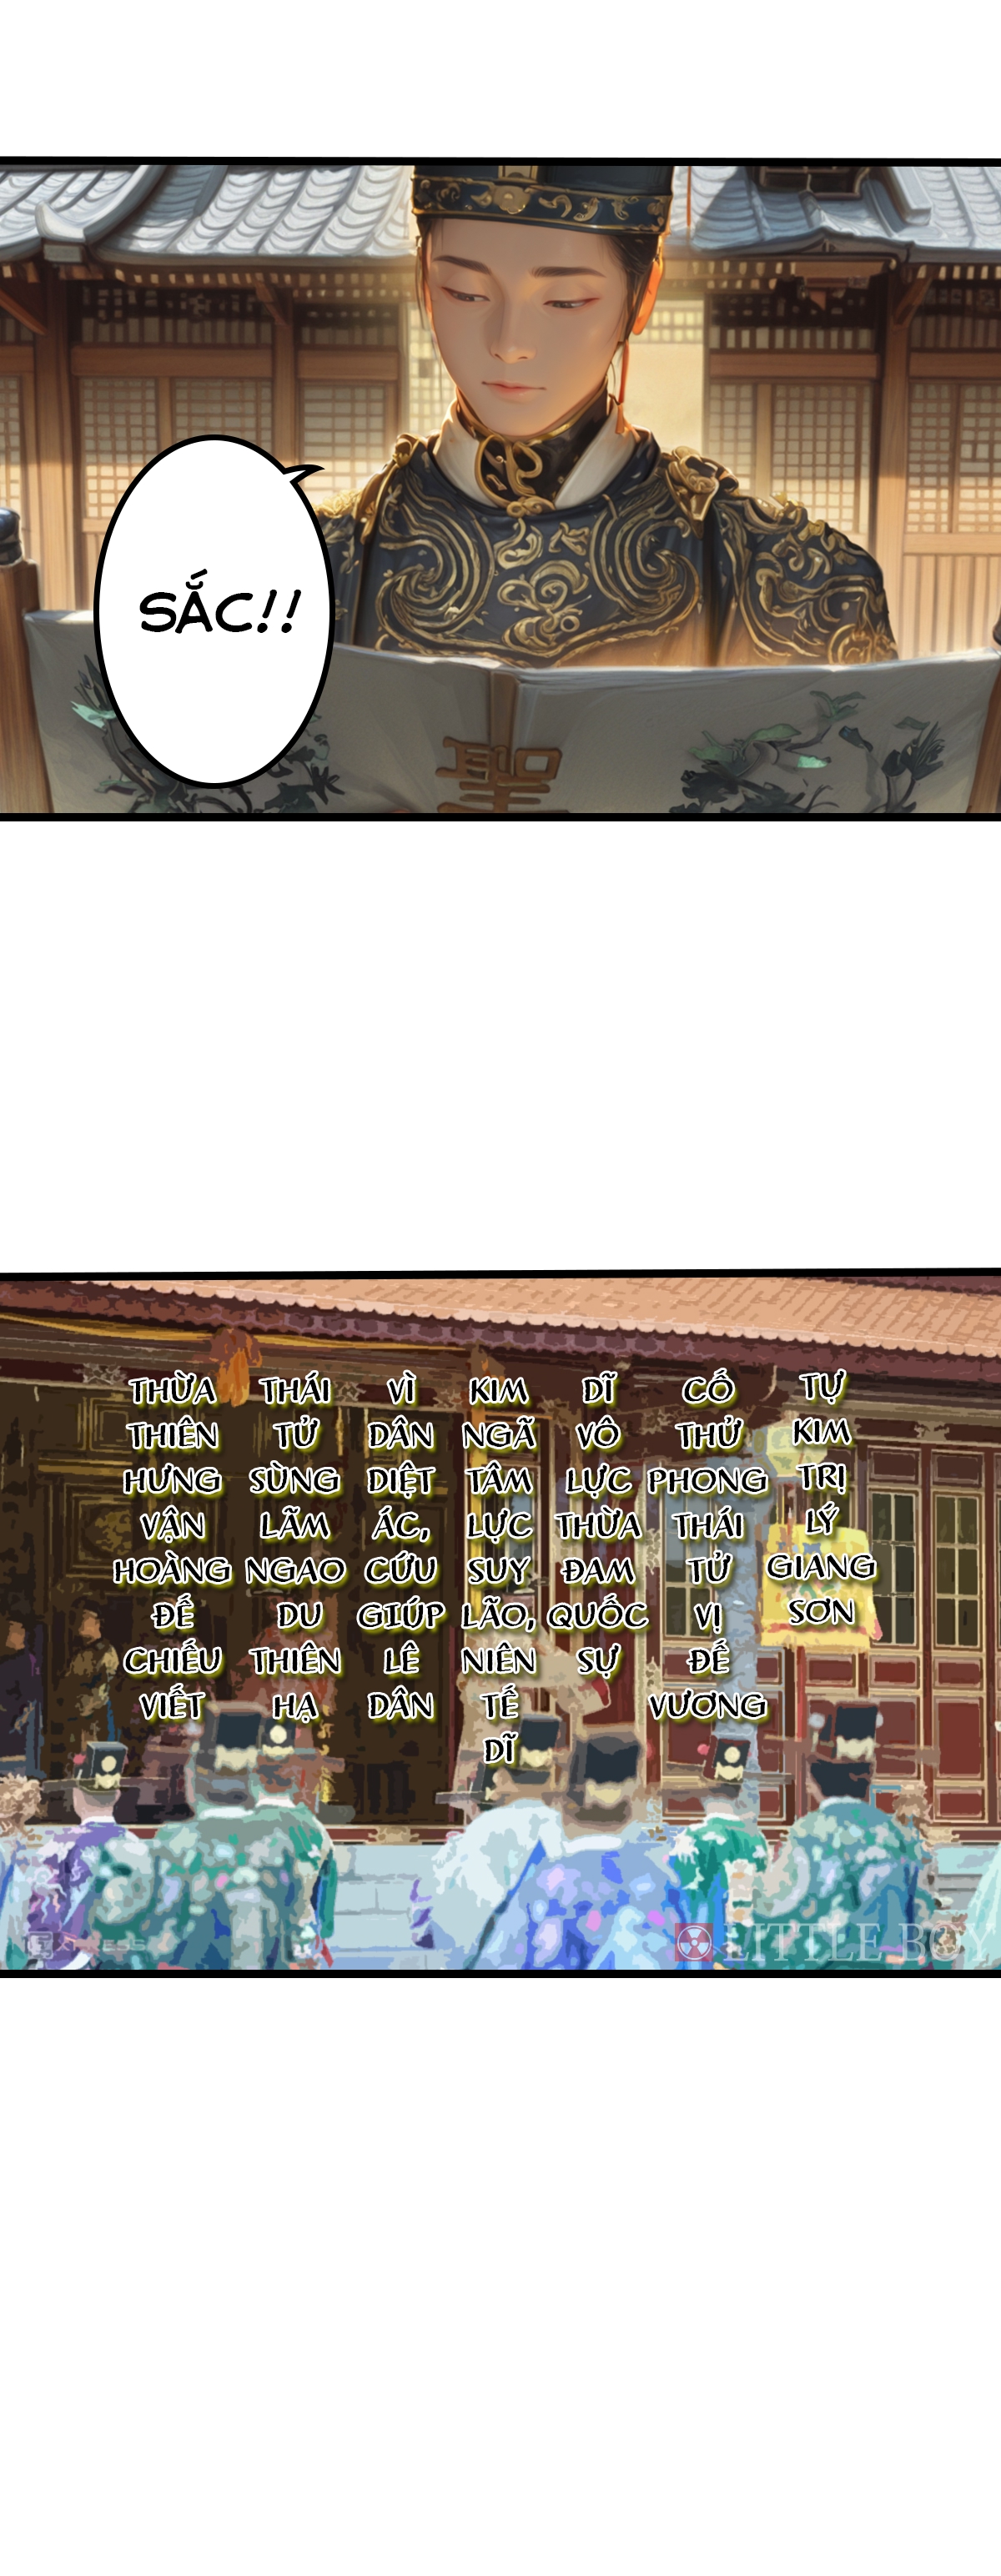 SẮC!!
聖
THỪA THIÊN HƯNG VẬN HOÀNG ĐẾ CHIẾU VIẾT
THÁI TỬ SÙNG LÃM NGAO DU THIÊN HẠ
VÌ DÂN DIỆT ÁC, CỨU GIÚP LÊ DÂN
KIM NGÃ TÂM LỰC SUY LÃO, NIÊN TẾ DĨ
DĨ VÔ LỰC THỪA ĐAM QUỐC SỰ
CỐ THỬ PHONG THÁI TỬ VỊ ĐẾ VƯƠNG
TỰ KIM TRỊ LÝ GIANG SƠN
LITTLE BOY